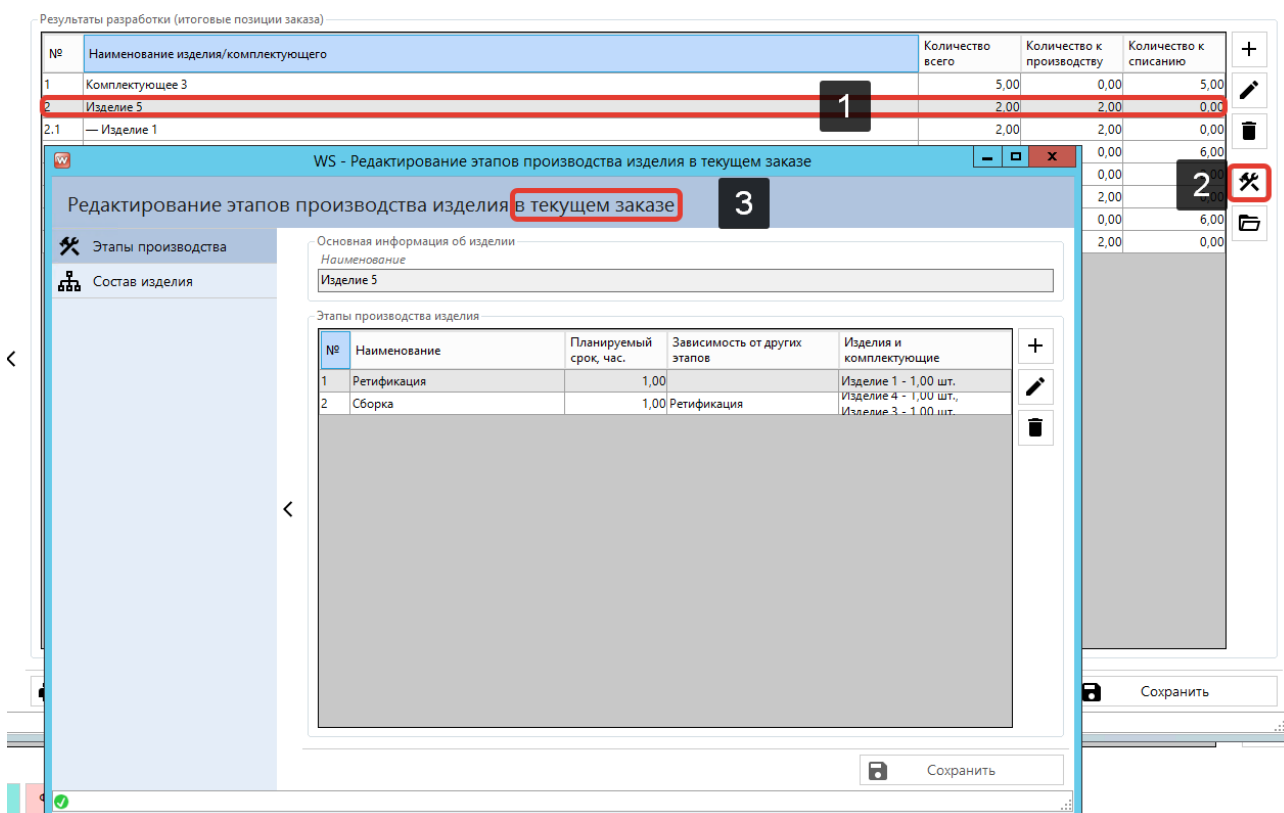 Результаты разработки (итоговые позиции заказа)
№ Наименование изделия/комплектующего Количество всего Количество к производству Количество к списанию
1 Комплектующее 3 5,00 0,00 5,00
2 Изделие 5 2,00 2,00 0,00
1
2.1 — Изделие 1 2,00 2,00 0,00
0,00 6,00
0,00
2,00
0,00 6,00
2,00 0,00
2
WS - Редактирование этапов производства изделия в текущем заказе
Редактирование этапов производства изделия в текущем заказе
3
Этапы производства
Состав изделия
Основная информация об изделии
Наименование
Изделие 5
Этапы производства изделия
№ Наименование Планируемый срок, час. Зависимость от других этапов Изделия и комплектующие
1 Ретификация 1,00 Изделие 1 - 1,00 шт.
2 Сборка 1,00 Ретификация Изделие 4 - 1,00 шт.,
Изделие 3 - 1,00 шт.
Сохранить
Сохранить